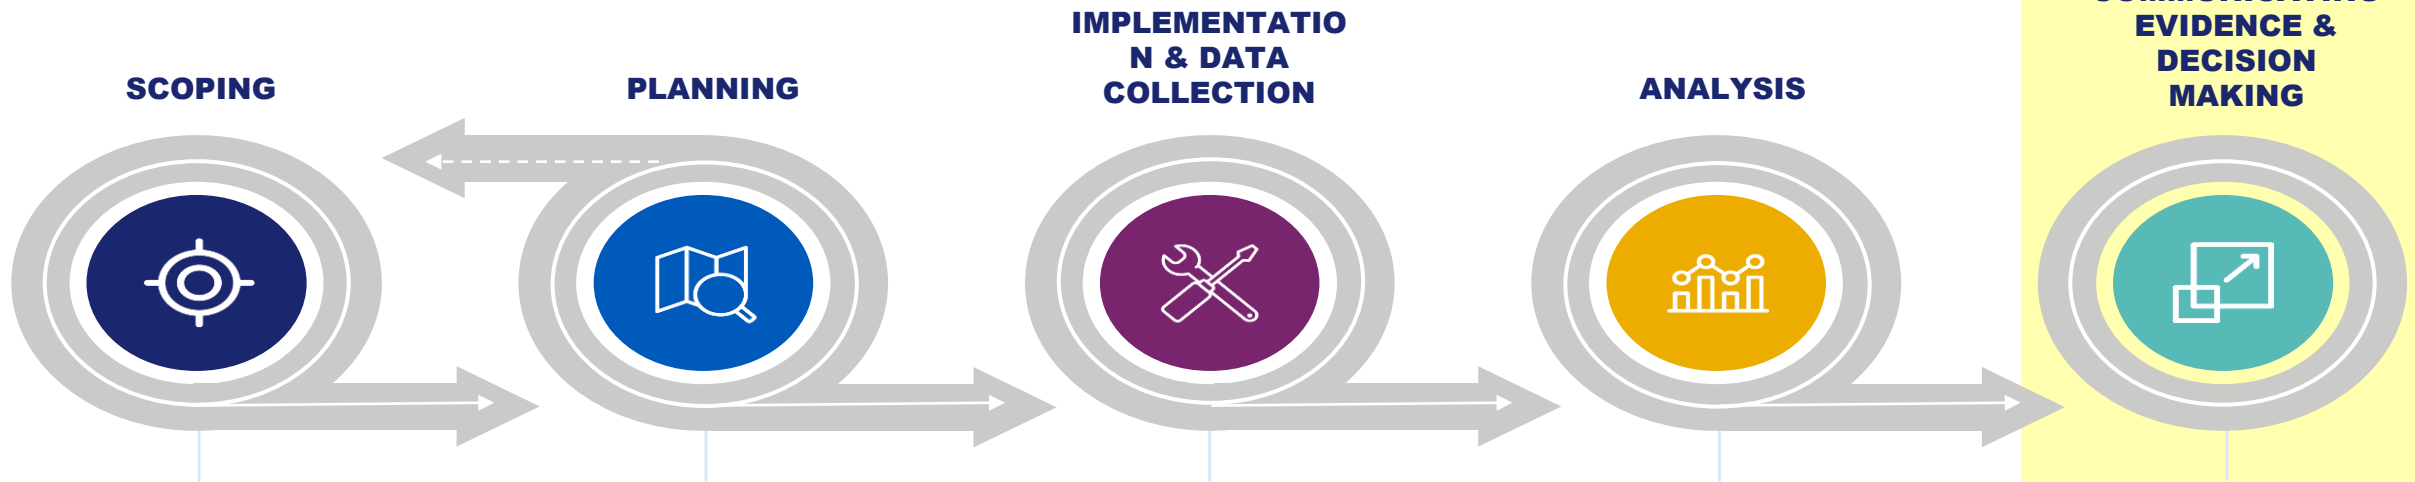 SCOPING
PLANNING
IMPLEMENTATIO
N & DATA
COLLECTION
ANALYSIS
EVIDENCE &
DECISION
MAKING